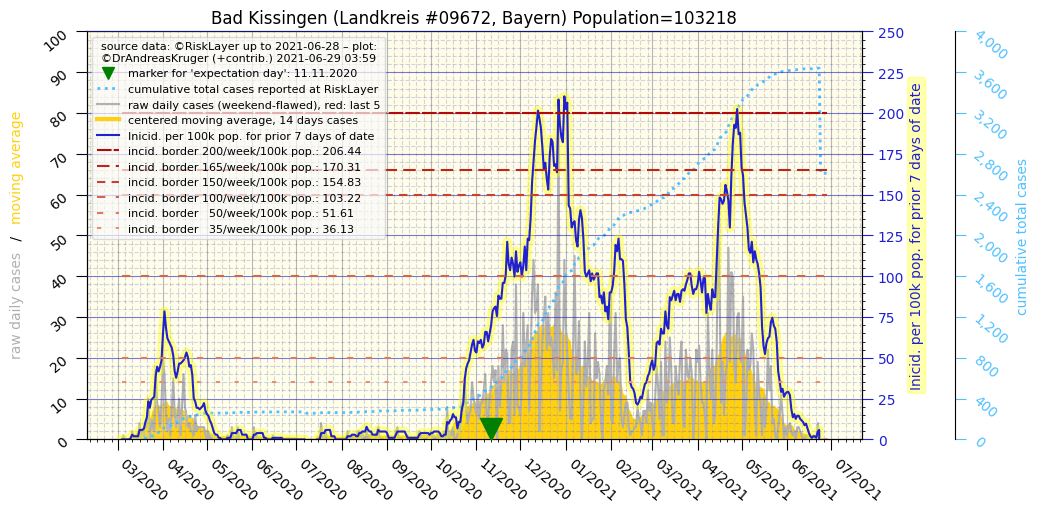 Bad Kissingen (Landkreis #09672, Bayern) Population=103218
source data: ©RiskLayer up to 2021-06-28 – plot:
©DrAndreasKruger (+contrib.) 2021-06-29 03:59
marker for 'expectation day': 11.11.2020
cumulative total cases reported at RiskLayer
raw daily cases (weekend-flawed), red: last 5
centered moving average, 14 days cases
Inicid. per 100k pop. for prior 7 days of date
incid. border 200/week/100k pop.: 206.44
incid. border 165/week/100k pop.: 170.31
incid. border 150/week/100k pop.: 154.83
incid. border 100/week/100k pop.: 103.22
incid. border   50/week/100k pop.: 51.61
incid. border   35/week/100k pop.: 36.13
raw daily cases / moving average
100
90
80
70
60
50
40
30
20
10
0
250
225
200
175
150
125
100
75
50
25
0
Inicid. per 100k pop. for prior 7 days of date
4,000
3,600
3,200
2,800
2,400
2,000
1,600
1,200
800
400
0
cumulative total cases
03/2020
04/2020
05/2020
06/2020
07/2020
08/2020
09/2020
10/2020
11/2020
12/2020
01/2021
02/2021
03/2021
04/2021
05/2021
06/2021
07/2021